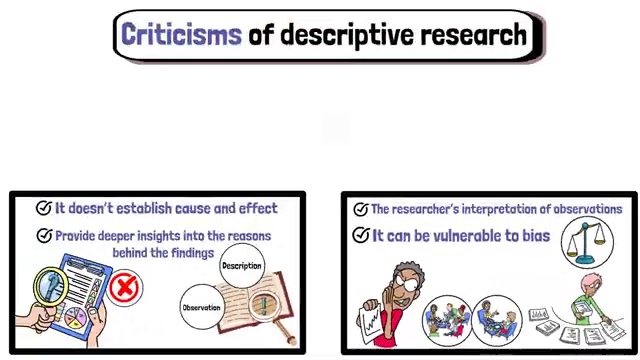 Criticisms of descriptive research
It doesn't establish cause and effect
Provide deeper insights into the reasons
behind the findings
Description
Observation
The researcher's interpretation of observations
It can be vulnerable to bias